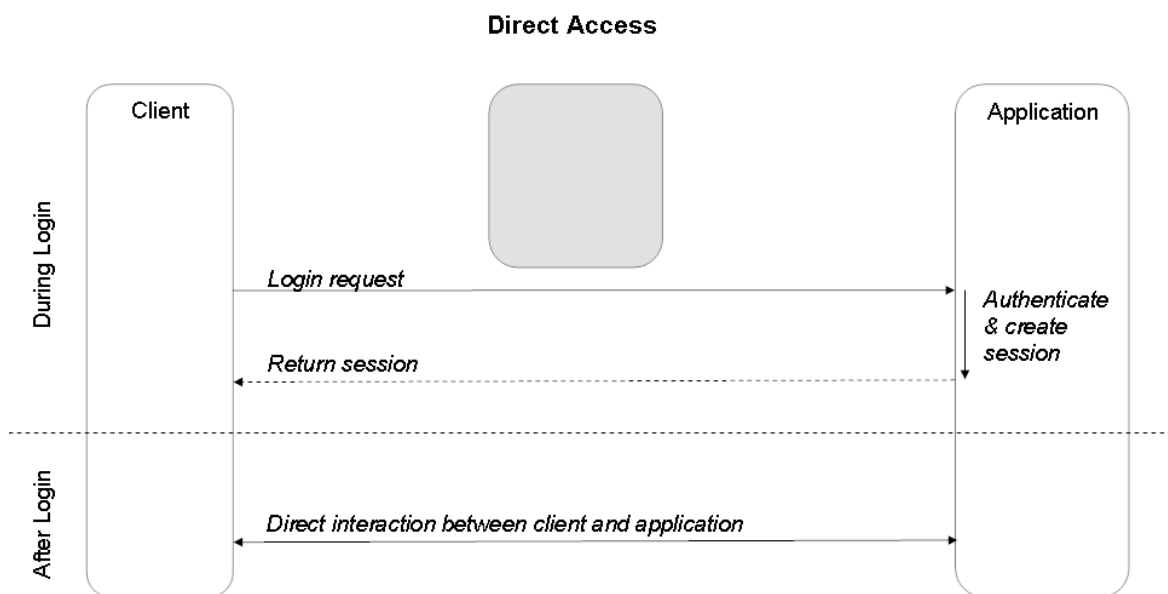 Direct Access
Client
Application
During Login
Login request
Authenticate
& create
session
Return session
After Login
Direct interaction between client and application